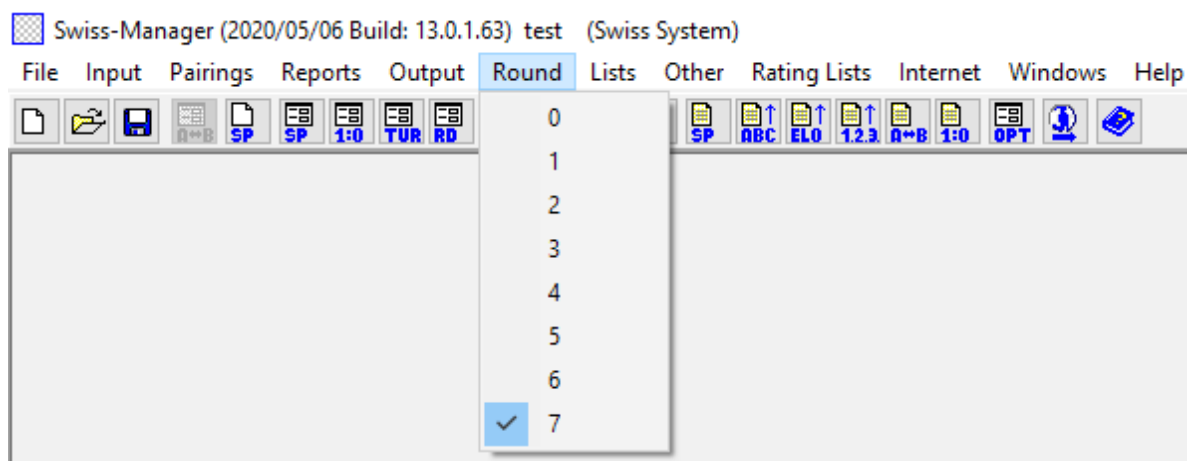 Swiss-Manager (2020/05/06 Build: 13.0.1.63) test (Swiss System)
File Input Pairings Reports Output Round Lists Other Rating Lists Internet Windows Help
A↔B SP SP 1:0 TUR RD SP ABC ELO 1.2.3. A↔B 1:0 OPT
0
1
2
3
4
5
6
7